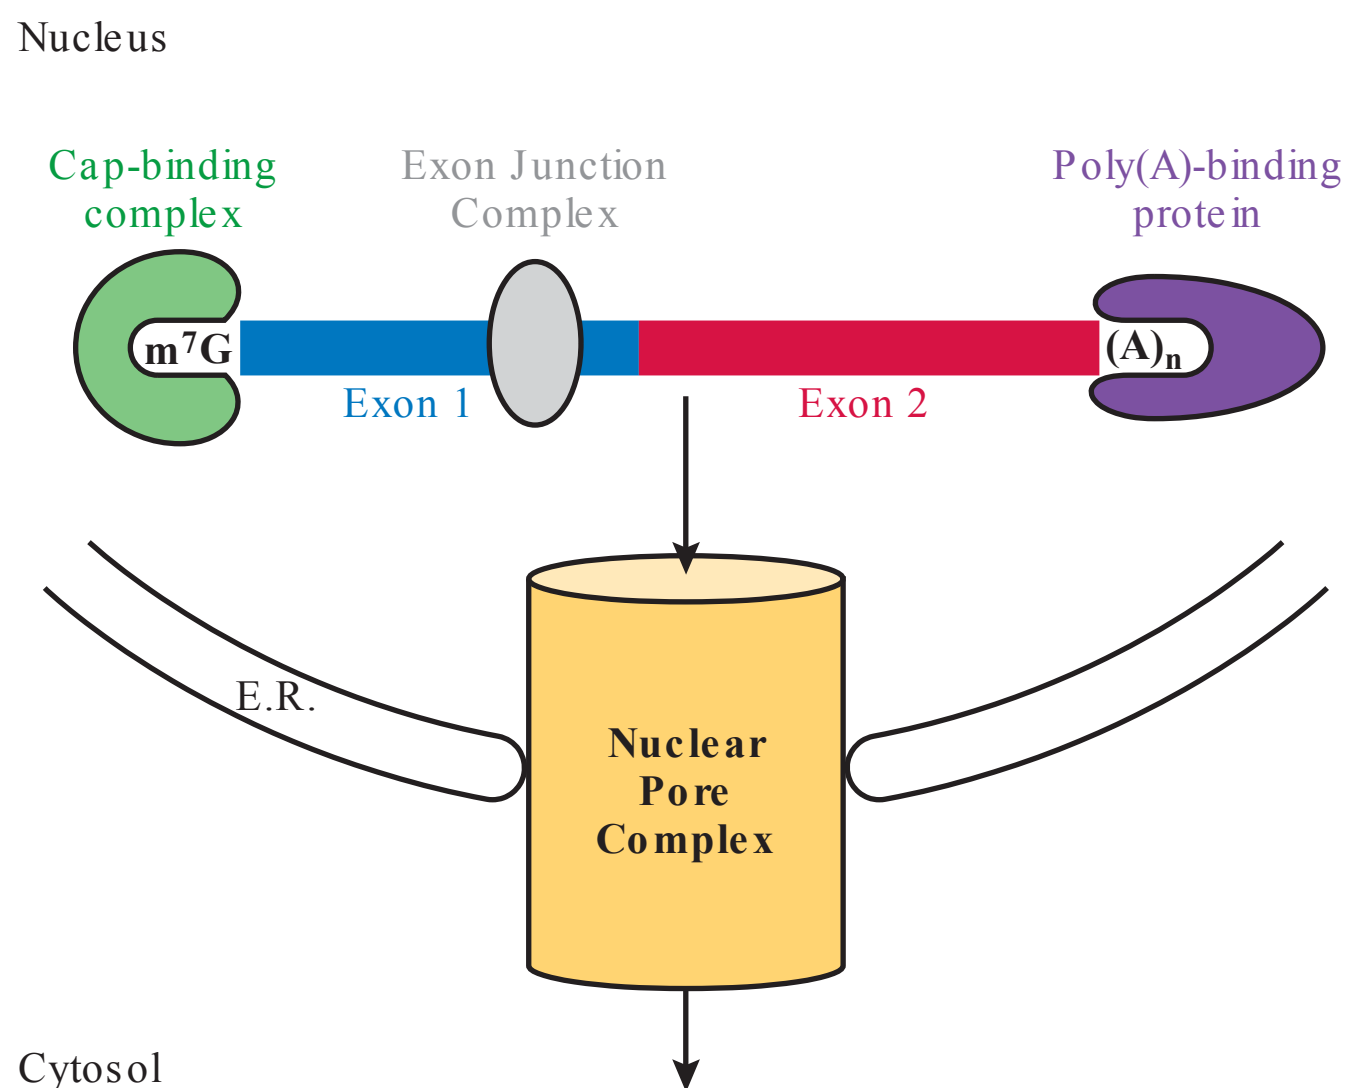 Nucleus
Cap-binding
complex
Exon Junction
Complex
Poly(A)-binding
protein
m⁷G
(A)ₙ
Exon 1
Exon 2
E.R.
Nuclear
Pore
Complex
Cytosol